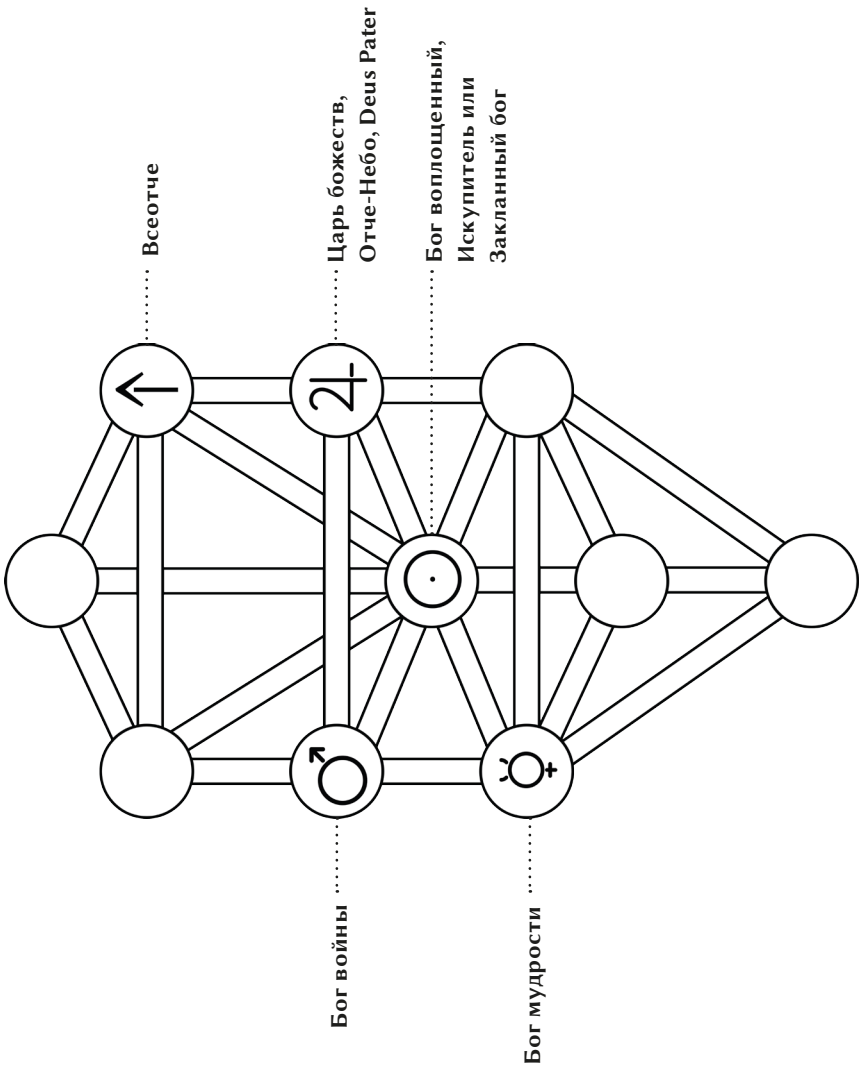 Всеотче
Царь божеств,
Отче-Небо, Deus Pater
Бог воплощенный,
Искупитель или
Закланный бог
Бог войны
Бог мудрости